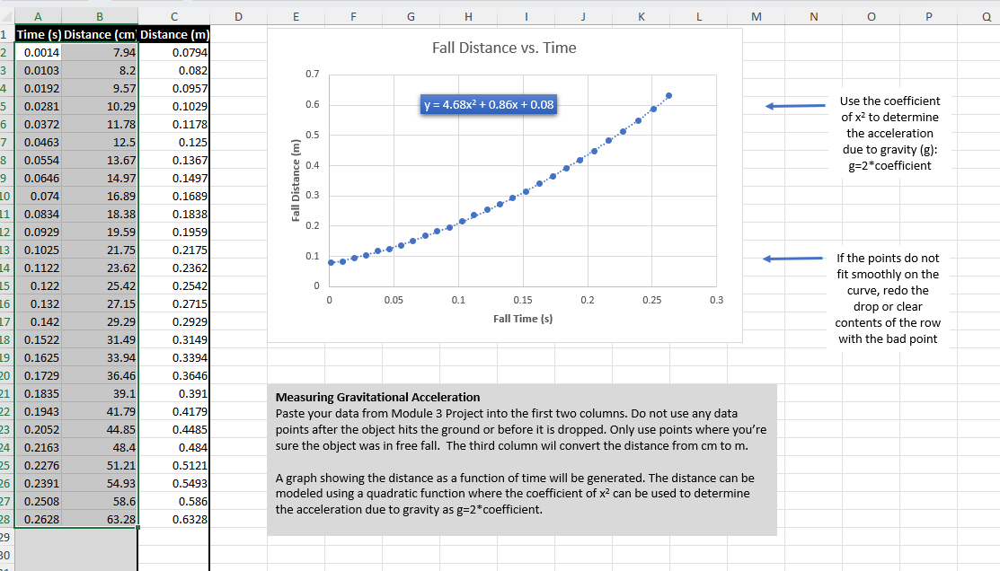 A B C D E F G H I J K L M N O P Q
1 Time (s) Distance (cm Distance (m)
2 0.0014 7.94 0.0794
3 0.0103 8.2 0.082
4 0.0192 9.57 0.0957
5 0.0281 10.29 0.1029
6 0.0372 11.78 0.1178
7 0.0463 12.5 0.125
8 0.0554 13.67 0.1367
9 0.0646 14.97 0.1497
10 0.074 16.89 0.1689
11 0.0834 18.38 0.1838
12 0.0929 19.59 0.1959
13 0.1025 21.75 0.2175
14 0.1122 23.62 0.2362
15 0.122 25.42 0.2542
16 0.132 27.15 0.2715
17 0.142 29.29 0.2929
18 0.1522 31.49 0.3149
19 0.1625 33.94 0.3394
20 0.1729 36.46 0.3646
21 0.1835 39.1 0.391
22 0.1943 41.79 0.4179
23 0.2052 44.85 0.4485
24 0.2163 48.4 0.484
25 0.2276 51.21 0.5121
26 0.2391 54.93 0.5493
27 0.2508 58.6 0.586
28 0.2628 63.28 0.6328
29
30
Fall Distance vs. Time
y = 4.68x² + 0.86x + 0.08
Fall Distance (m)
0.7
0.6
0.5
0.4
0.3
0.2
0.1
0
0 0.05 0.1 0.15 0.2 0.25 0.3
Fall Time (s)
Use the coefficient
of x² to determine
the acceleration
due to gravity (g):
g=2*coefficient
If the points do not
fit smoothly on the
curve, redo the
drop or clear
contents of the row
with the bad point
Measuring Gravitational Acceleration
Paste your data from Module 3 Project into the first two columns. Do not use any data
points after the object hits the ground or before it is dropped. Only use points where you're
sure the object was in free fall.  The third column wil convert the distance from cm to m.
A graph showing the distance as a function of time will be generated. The distance can be
modeled using a quadratic function where the coefficient of x² can be used to determine
the acceleration due to gravity as g=2*coefficient.